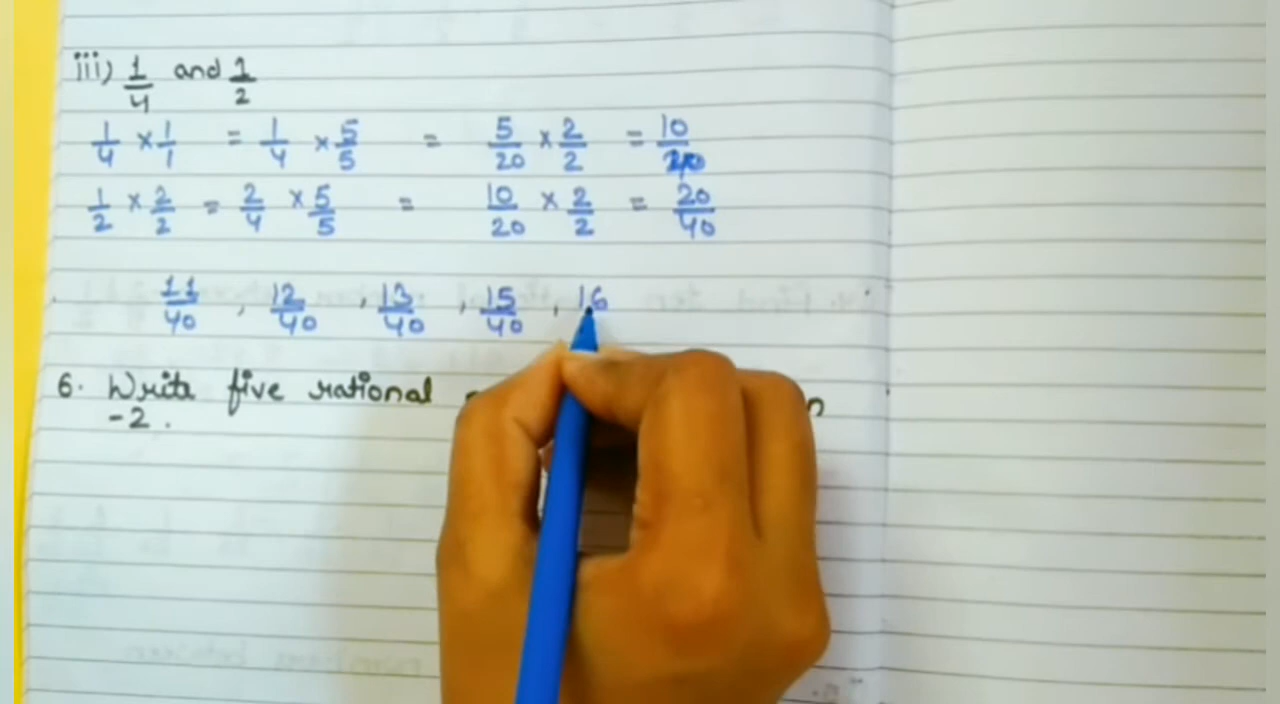 iii) 1/4 and 1/2
1/4 × 1/1 = 1/4 × 5/5 = 5/20 × 2/2 = 10/40
1/2 × 2/2 = 2/4 × 5/5 = 10/20 × 2/2 = 20/40
11/40 , 12/40 , 13/40 , 15/40 , 16
6. Write five rational
-2.